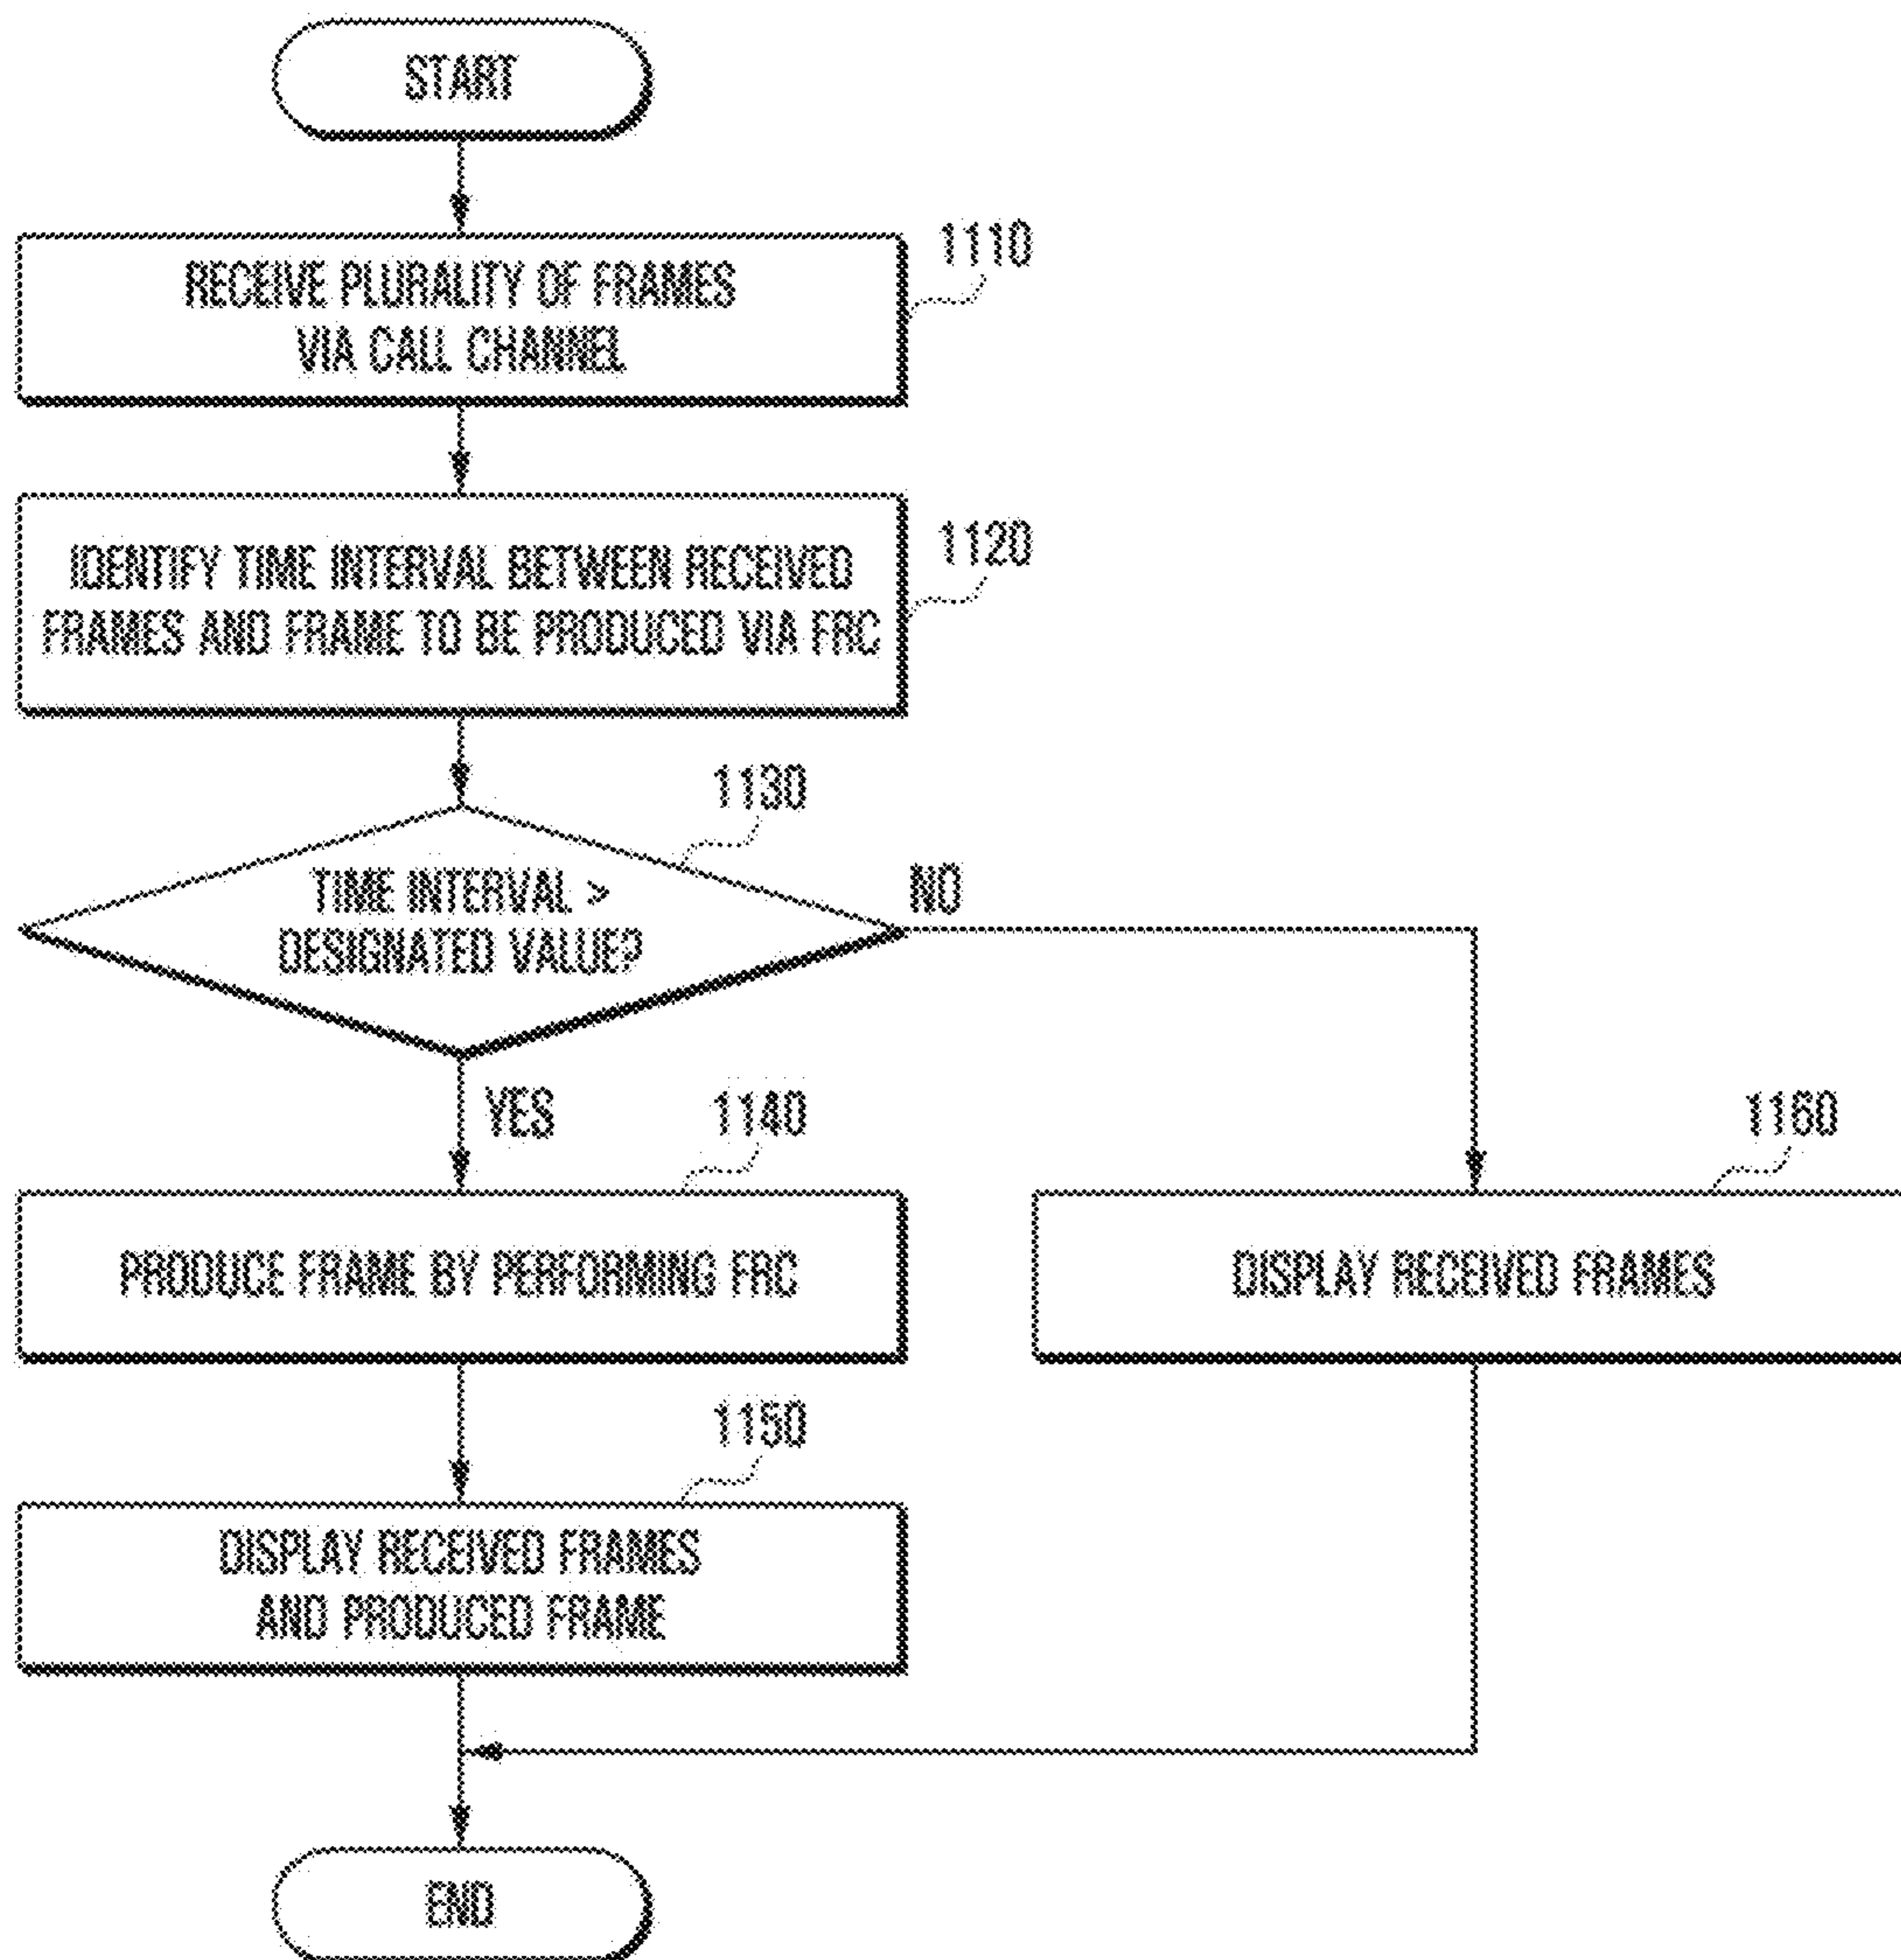 START
1110
RECEIVE PLURALITY OF FRAMES
VIA CALL CHANNEL
1120
IDENTIFY TIME INTERVAL BETWEEN RECEIVED
FRAMES AND FRAME TO BE PRODUCED VIA FRC
1130
TIME INTERVAL >
DESIGNATED VALUE?
NO
YES
1140
1160
PRODUCE FRAME BY PERFORMING FRC
DISPLAY RECEIVED FRAMES
1150
DISPLAY RECEIVED FRAMES
AND PRODUCED FRAME
END